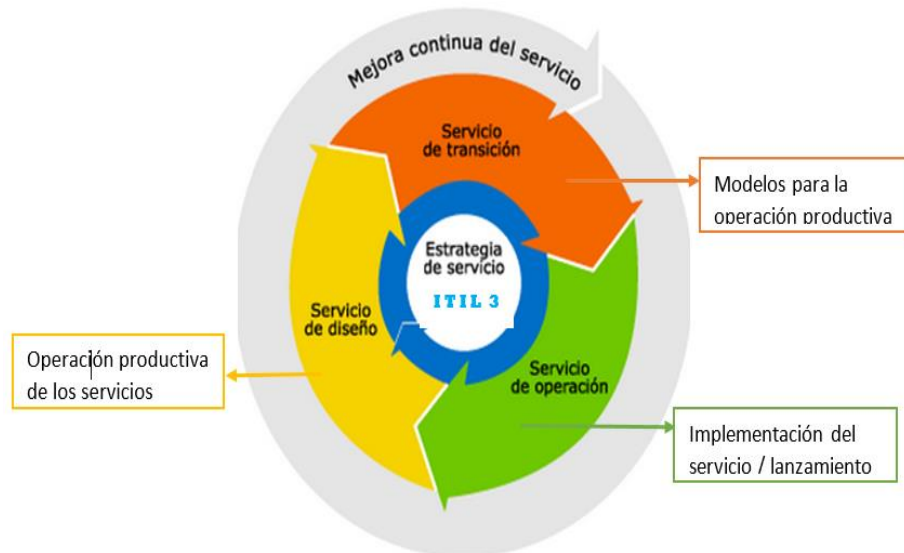 Mejora continua del servicio
Servicio
de transición
Modelos para la
operación productiva
Estrategia
de servicio
ITIL 3
Servicio
de diseño
Operación productiva
de los servicios
Servicio
de operación
Implementación del
servicio / lanzamiento